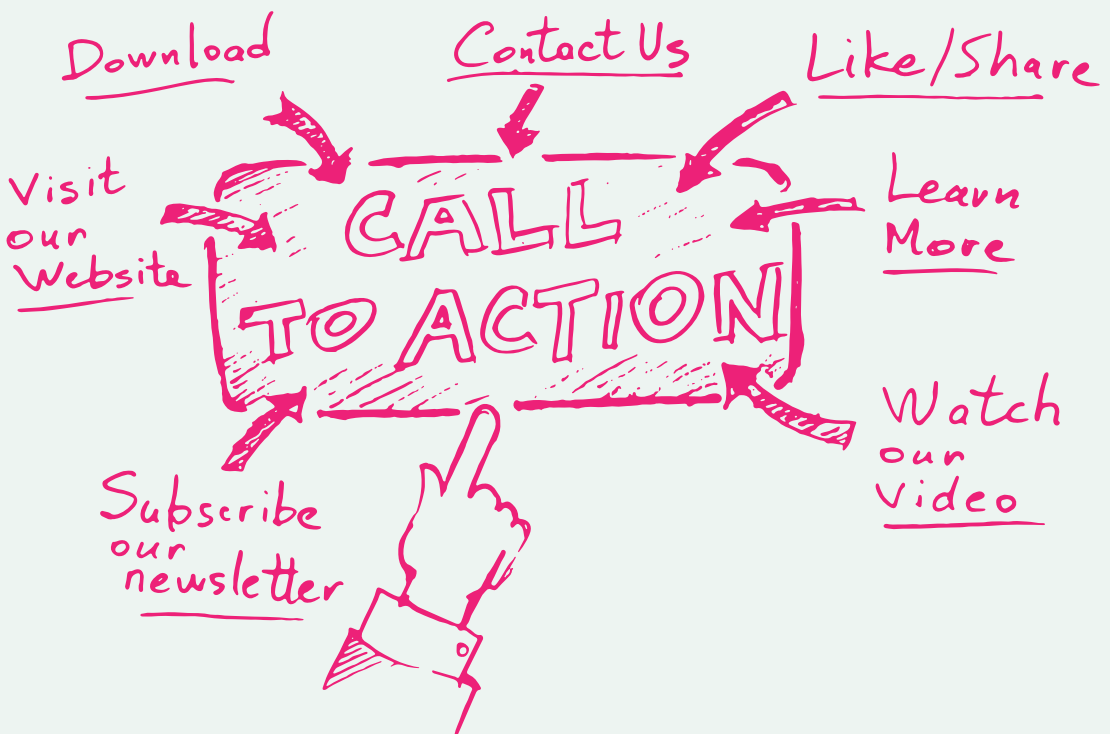 Download
Contact Us
Like/Share
Visit
our
Website
CALL
TO ACTION
Learn
More
Watch
our
Video
Subscribe
our
newsletter